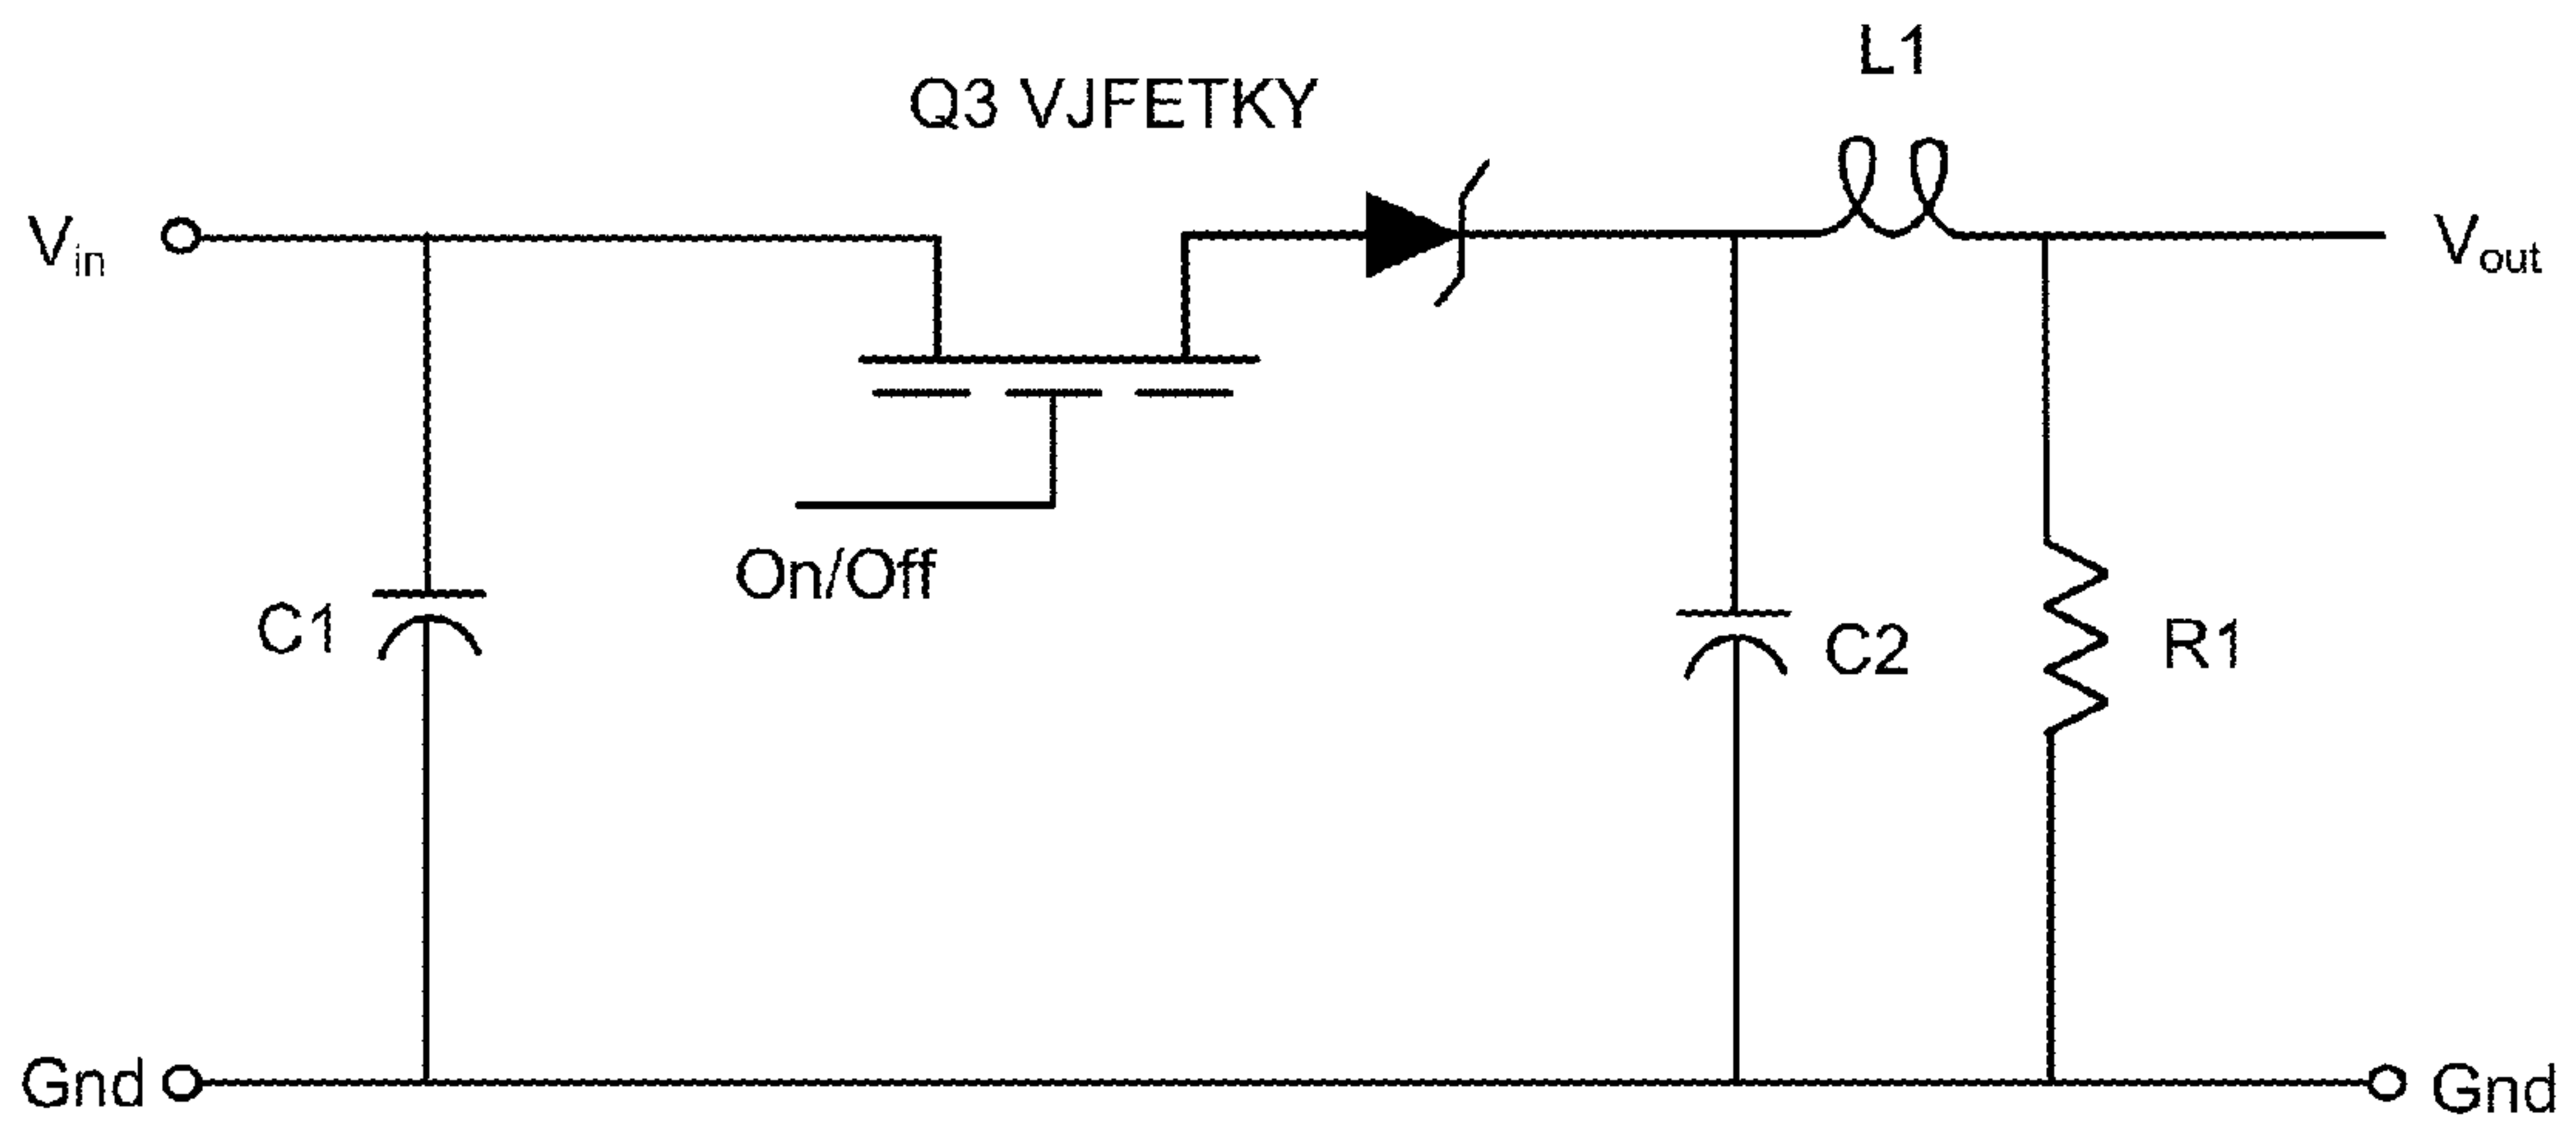 L1
Q3 VJFETKY
Vin
Vout
On/Off
C1
C2
R1
Gnd
Gnd